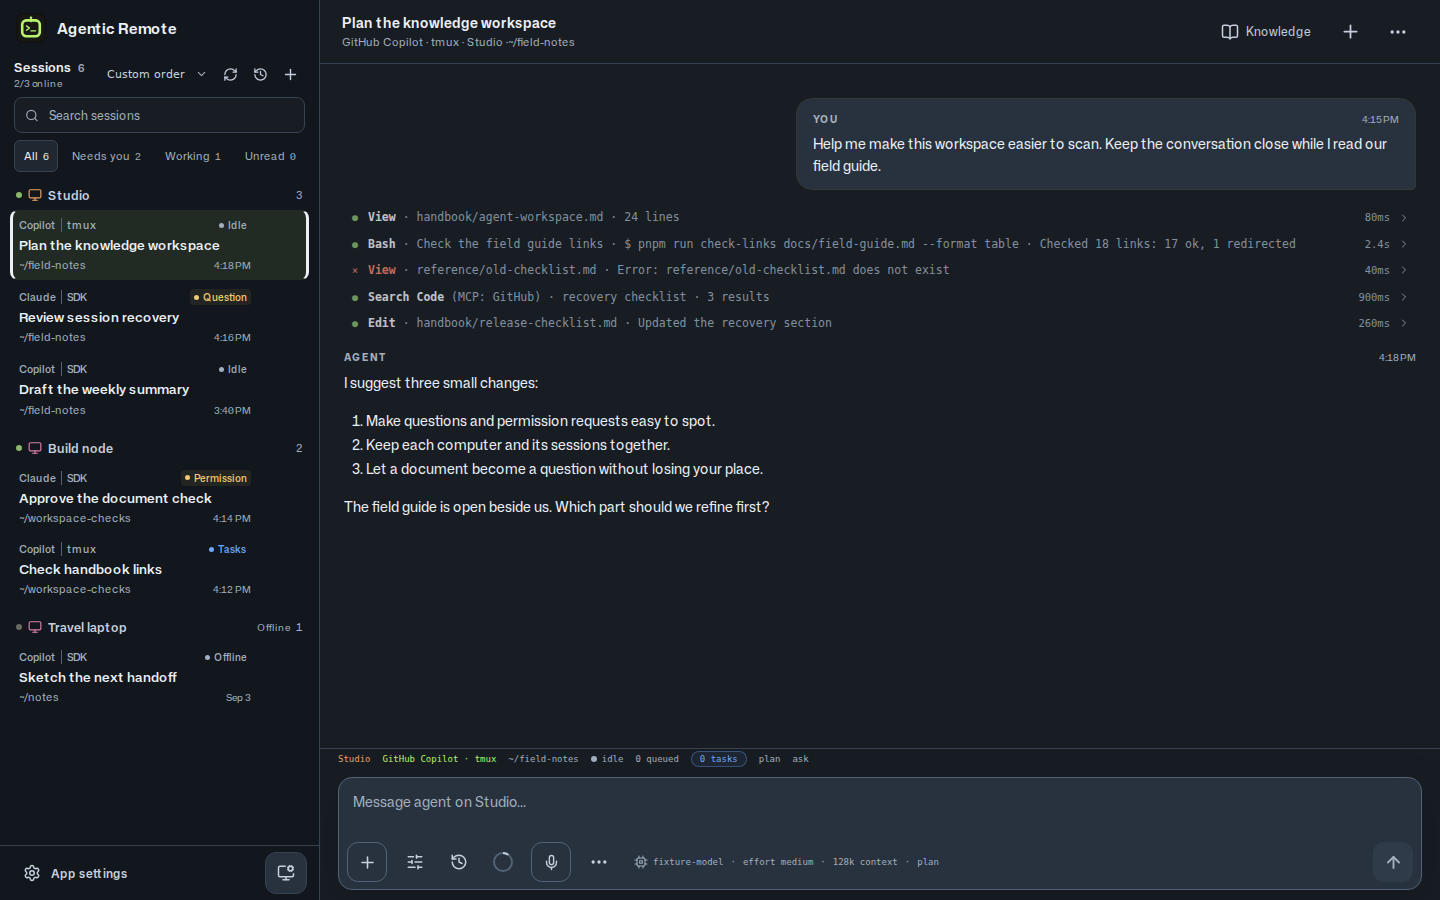 Agentic Remote
Sessions 6
2/3 online
Custom order
Search sessions
All 6
Needs you 2
Working 1
Unread 0
Studio 3
Copilot | tmux Idle
Plan the knowledge workspace
~/field-notes 4:18 PM
Claude | SDK Question
Review session recovery
~/field-notes 4:16 PM
Copilot | SDK Idle
Draft the weekly summary
~/field-notes 3:40 PM
Build node 2
Claude | SDK Permission
Approve the document check
~/workspace-checks 4:14 PM
Copilot | tmux Tasks
Check handbook links
~/workspace-checks 4:12 PM
Travel laptop Offline 1
Copilot | SDK Offline
Sketch the next handoff
~/notes Sep 3
App settings
Plan the knowledge workspace
GitHub Copilot · tmux · Studio · ~/field-notes
Knowledge
YOU 4:15 PM
Help me make this workspace easier to scan. Keep the conversation close while I read our
field guide.
View · handbook/agent-workspace.md · 24 lines 80ms
Bash · Check the field guide links · $ pnpm run check-links docs/field-guide.md --format table · Checked 18 links: 17 ok, 1 redirected 2.4s
× View · reference/old-checklist.md · Error: reference/old-checklist.md does not exist 40ms
Search Code (MCP: GitHub) · recovery checklist · 3 results 900ms
Edit · handbook/release-checklist.md · Updated the recovery section 260ms
AGENT 4:18 PM
I suggest three small changes:
1. Make questions and permission requests easy to spot.
2. Keep each computer and its sessions together.
3. Let a document become a question without losing your place.
The field guide is open beside us. Which part should we refine first?
Studio GitHub Copilot · tmux ~/field-notes idle 0 queued 0 tasks plan ask
Message agent on Studio...
fixture-model · effort medium · 128k context · plan